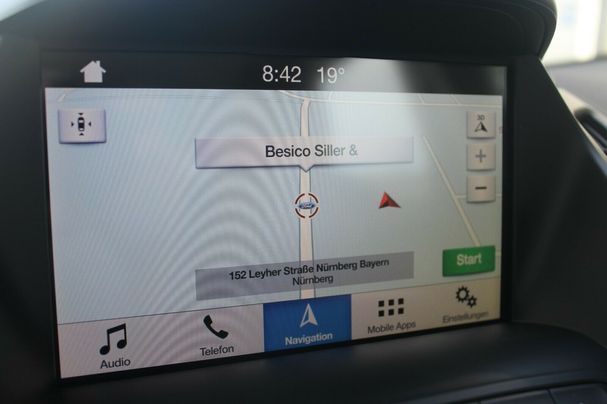 8:42 19°
3D
Besico Siller &
Ford
+
−
152 Leyher Straße Nürnberg Bayern
Nürnberg
Start
Audio
Telefon
Navigation
Mobile Apps
Einstellungen